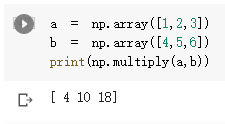 a = np.array([1,2,3])
b = np.array([4,5,6])
print(np.multiply(a,b))
[ 4 10 18]